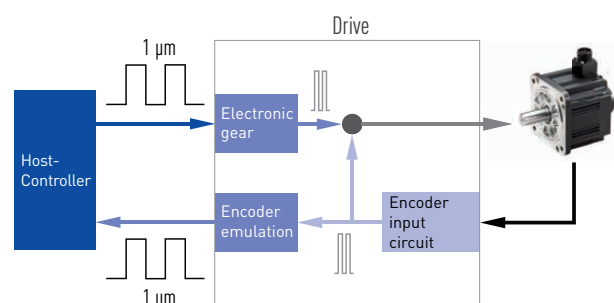 Drive
1 µm
Electronic
gear
Host-
Controller
Encoder
emulation
Encoder
input
circuit
1 µm